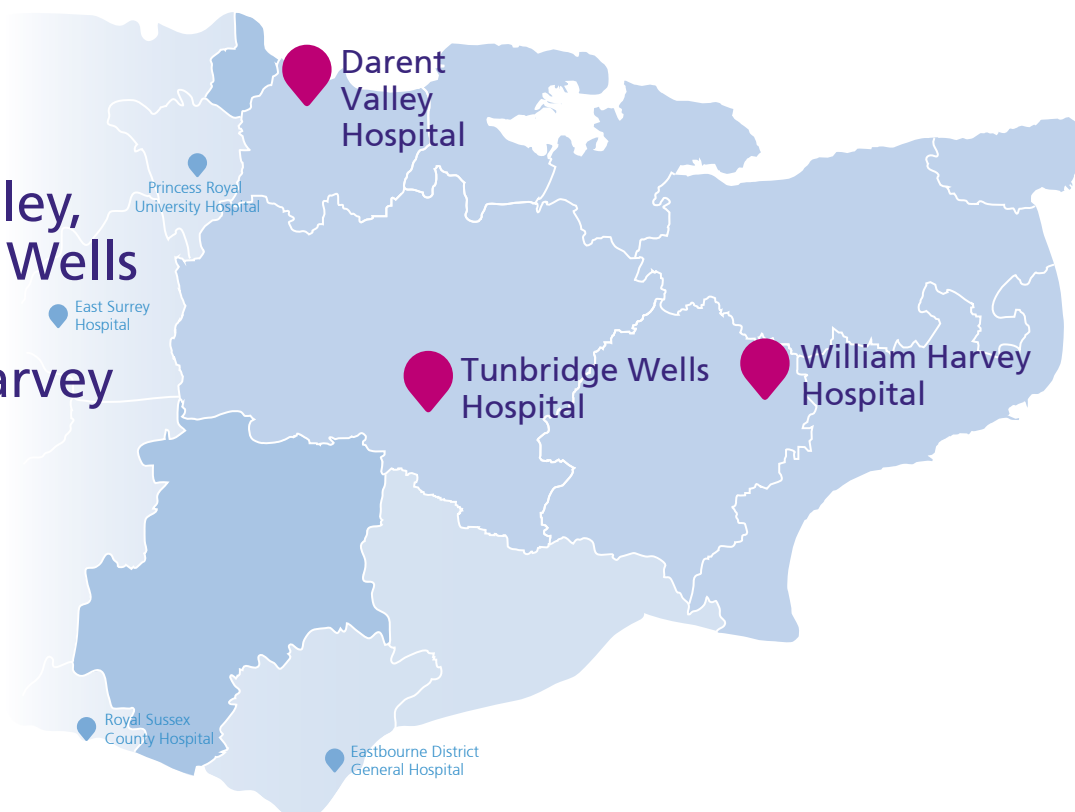 ley,
Wells
arvey
Darent
Valley
Hospital
Princess Royal
University Hospital
East Surrey
Hospital
Tunbridge Wells
Hospital
William Harvey
Hospital
Royal Sussex
County Hospital
Eastbourne District
General Hospital